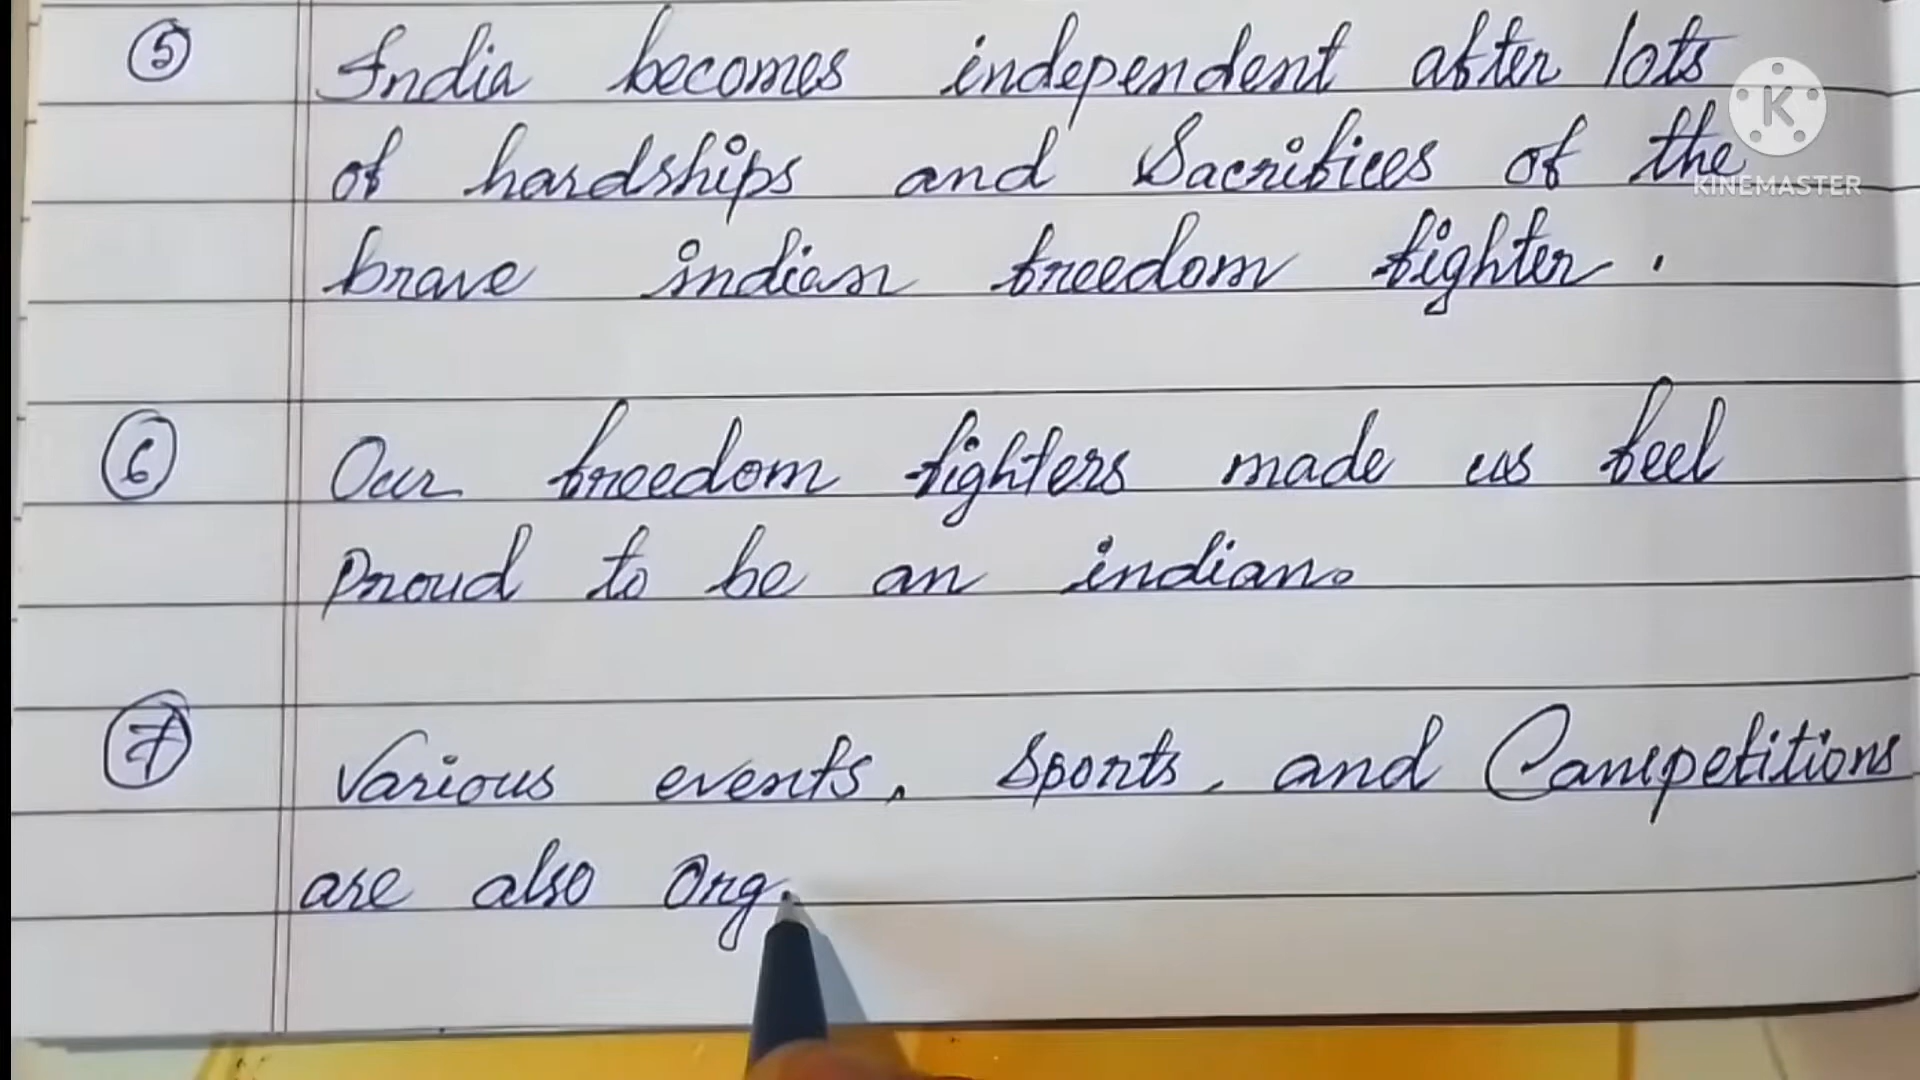 5 India becomes independent after lots
of hardships and Sacrifices of the
brave indian freedom fighter.
6 Our freedom fighters made us feel
Proud to be an indian.
7 Various events, Sports, and Competitions
are also Org
K
KINEMASTER